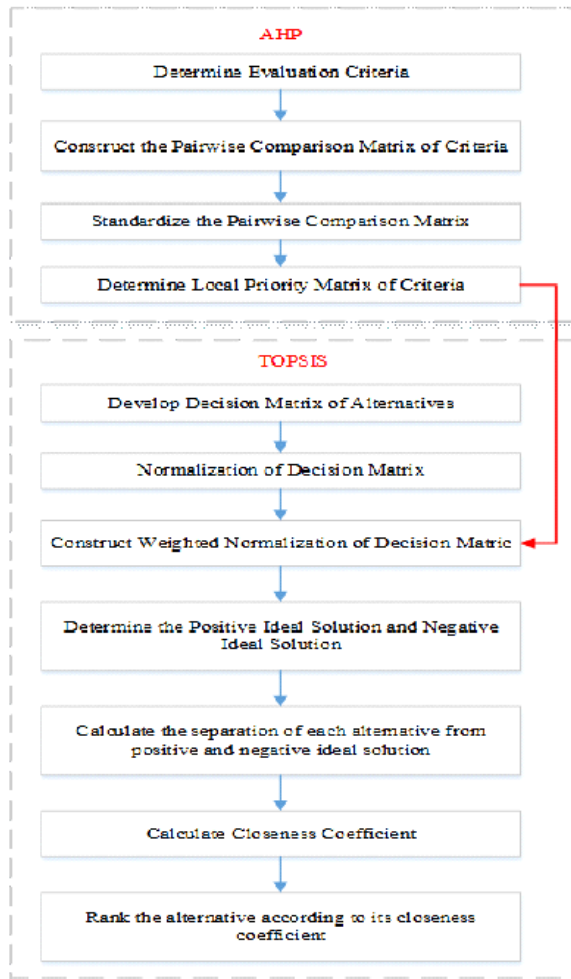 AHP
Determine Evaluation Criteria
Construct the Pairwise Comparison Matrix of Criteria
Standardize the Pairwise Comparison Matrix
Determine Local Priority Matrix of Criteria
TOPSIS
Develop Decision Matrix of Alternatives
Normalization of Decision Matrix
Construct Weighted Normalization of Decision Matric
Determine the Positive Ideal Solution and Negative
Ideal Solution
Calculate the separation of each alternative from
positive and negative ideal solution
Calculate Closeness Coefficient
Rank the alternative according to its closeness
coefficient